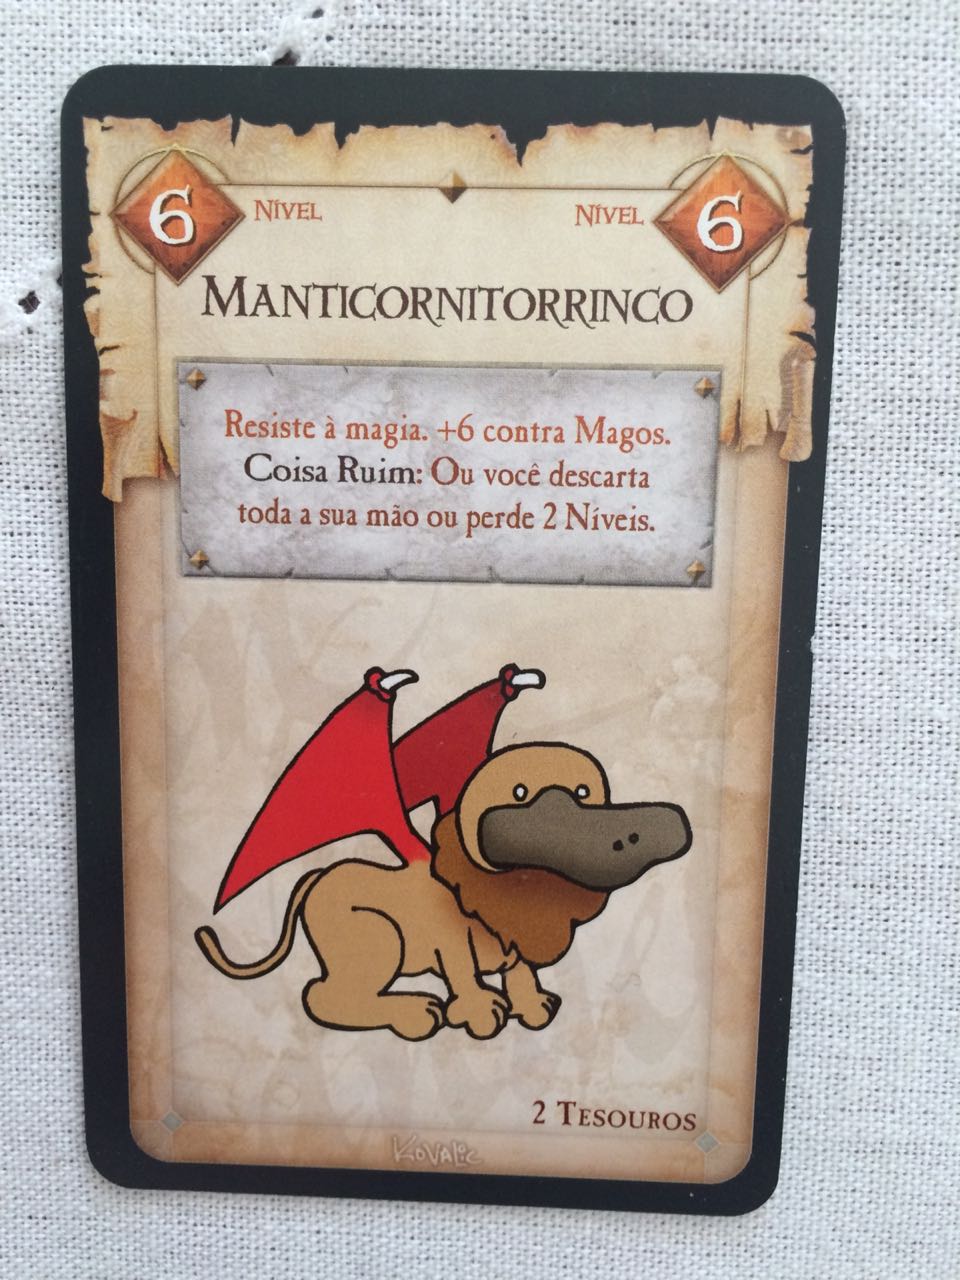 6 Nível Nível 6
Manticornitorrinco
Resiste à magia. +6 contra Magos.
Coisa Ruim: Ou você descarta
toda a sua mão ou perde 2 Níveis.
2 Tesouros
Kovalic